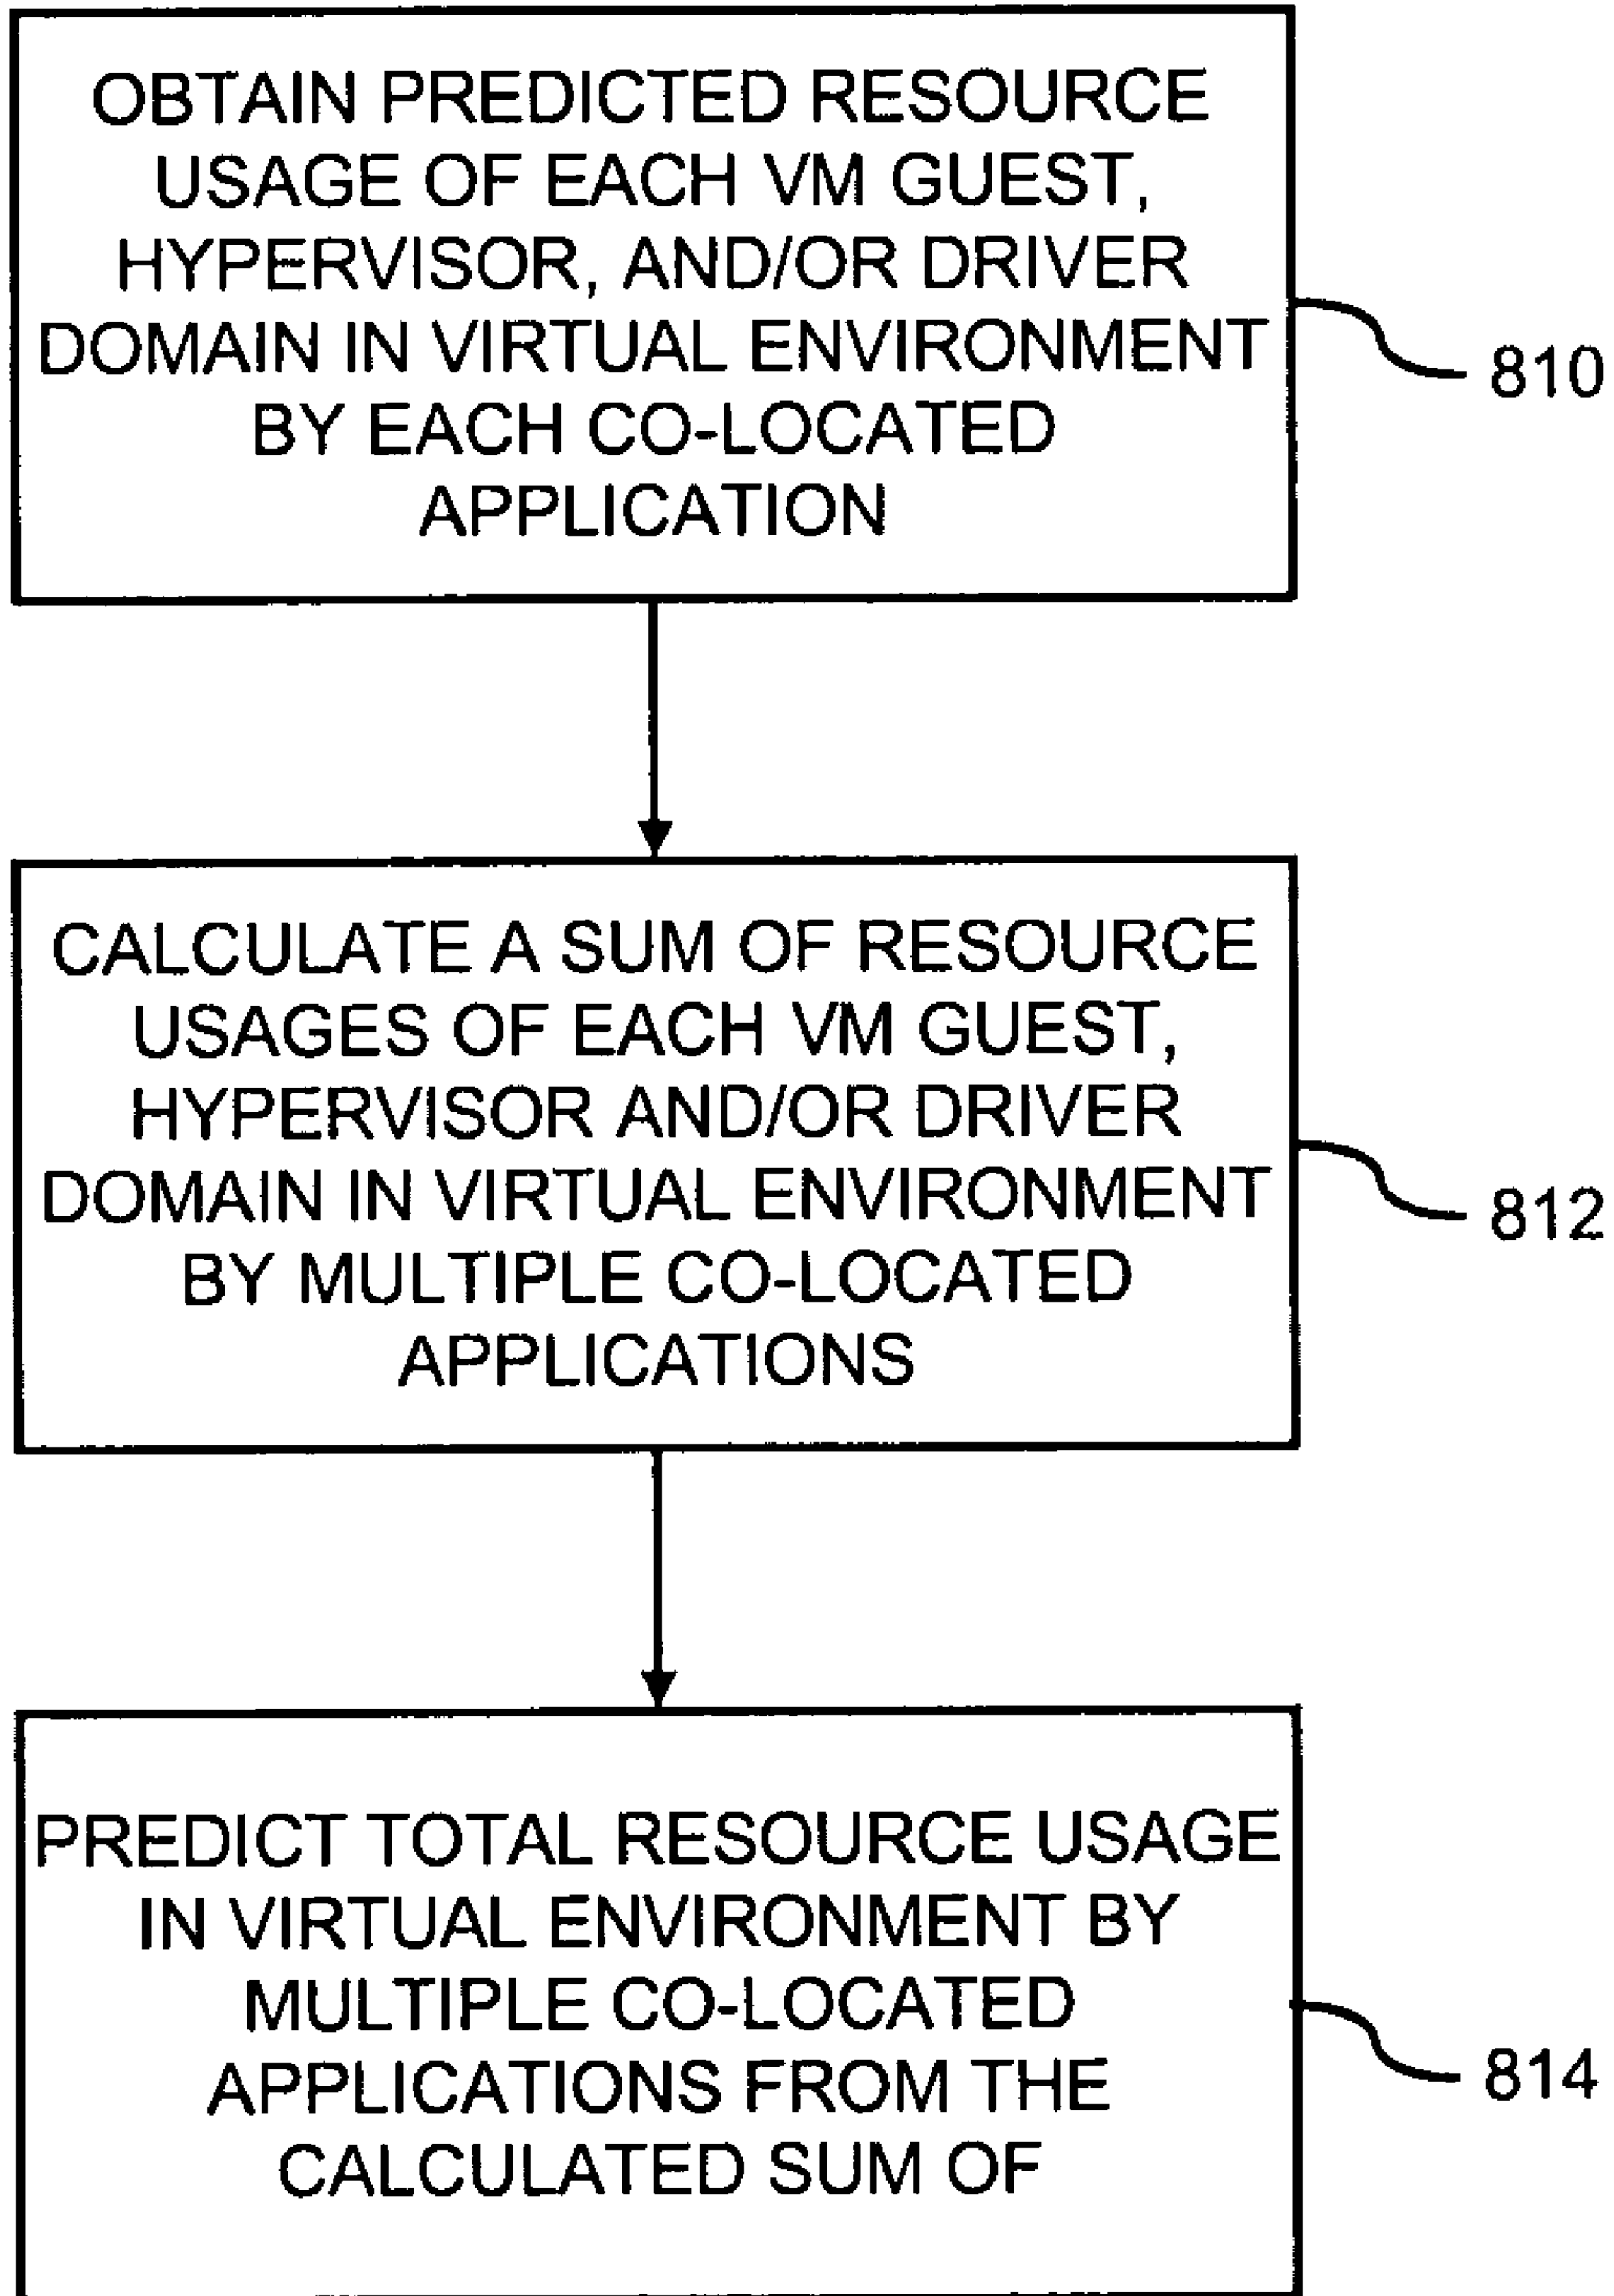 OBTAIN PREDICTED RESOURCE
USAGE OF EACH VM GUEST,
HYPERVISOR, AND/OR DRIVER
DOMAIN IN VIRTUAL ENVIRONMENT
BY EACH CO-LOCATED
APPLICATION
810
CALCULATE A SUM OF RESOURCE
USAGES OF EACH VM GUEST,
HYPERVISOR AND/OR DRIVER
DOMAIN IN VIRTUAL ENVIRONMENT
BY MULTIPLE CO-LOCATED
APPLICATIONS
812
PREDICT TOTAL RESOURCE USAGE
IN VIRTUAL ENVIRONMENT BY
MULTIPLE CO-LOCATED
APPLICATIONS FROM THE
CALCULATED SUM OF
814